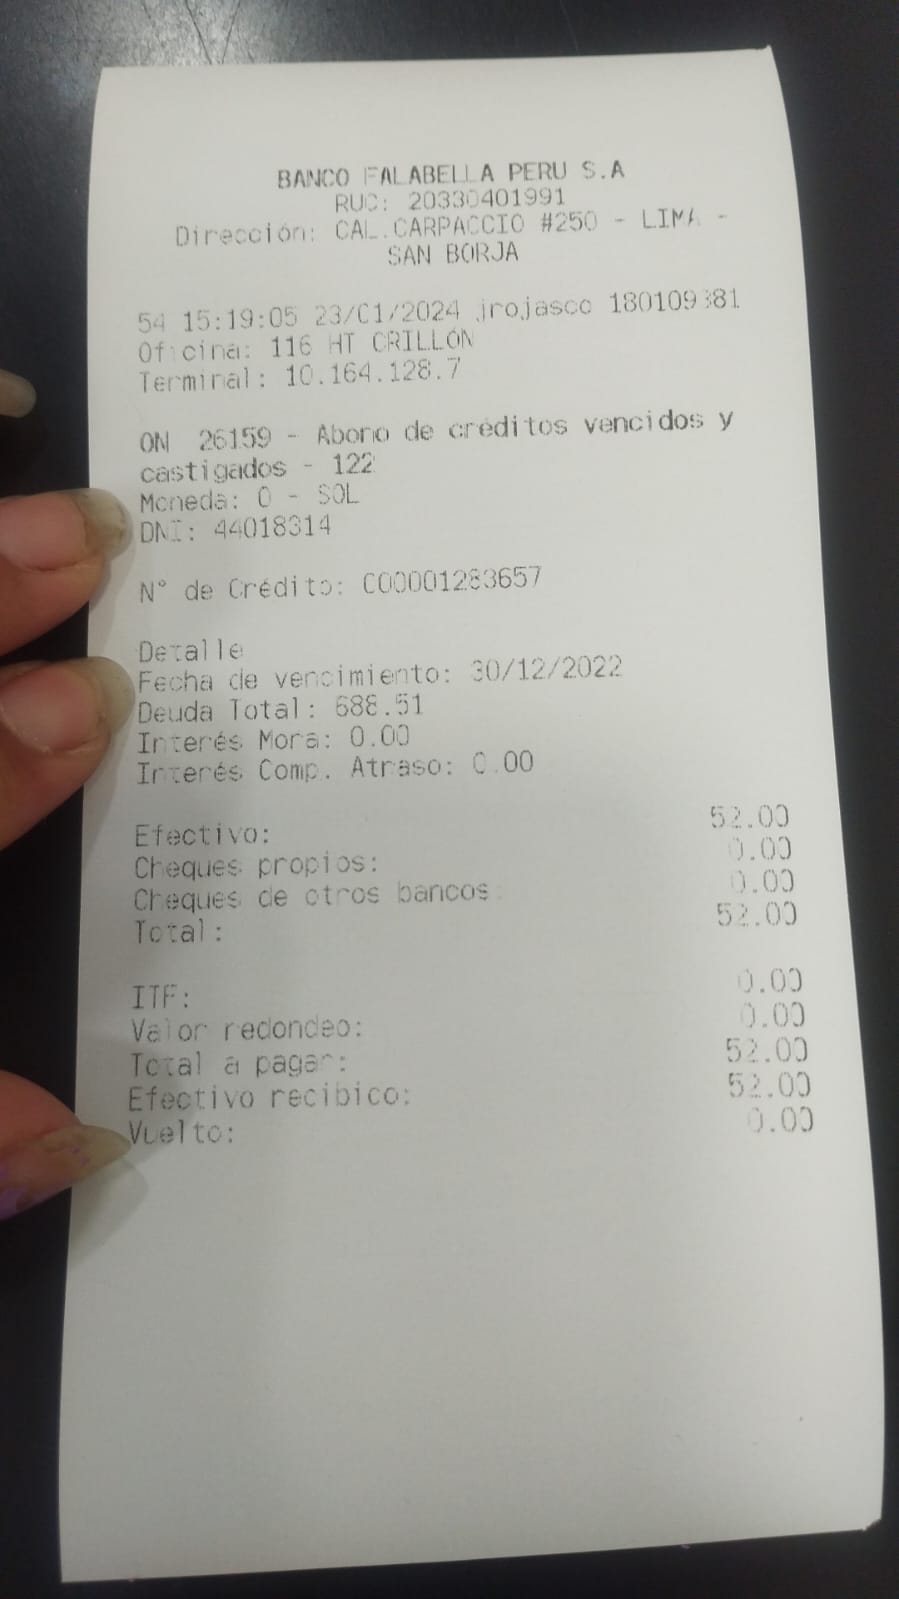 BANCO FALABELLA PERU S.A
RUC: 20330401991
Dirección: CAL.CARPACCIO #250 - LIMA -
SAN BORJA
54 15:19:05 23/01/2024 jrojasco 180109381
Oficina: 116 HT CRILLÓN
Terminal: 10.164.128.7
ON 26159 - Abono de créditos vencidos y
castigados - 122
Moneda: 0 - SOL
DNI: 44018314
N° de Crédito: C00001283657
Detalle
Fecha de vencimiento: 30/12/2022
Deuda Total: 688.51
Interés Mora: 0.00
Interés Comp. Atraso: 0.00
Efectivo: 52.00
Cheques propios: 0.00
Cheques de otros bancos: 0.00
Total: 52.00
ITF: 0.00
Valor redondeo: 0.00
Total a pagar: 52.00
Efectivo recibido: 52.00
Vuelto: 0.00